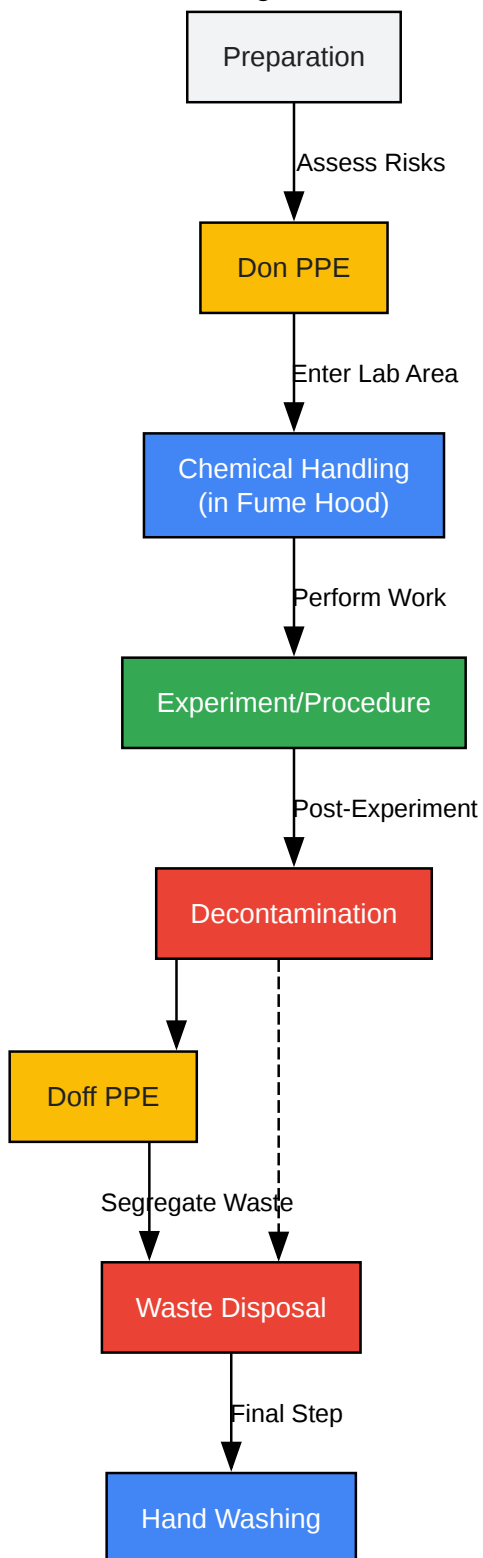 Preparation
Assess Risks
Don PPE
Enter Lab Area
Chemical Handling
(in Fume Hood)
Perform Work
Experiment/Procedure
Post-Experiment
Decontamination
Doff PPE
Segregate Waste
Waste Disposal
Final Step
Hand Washing